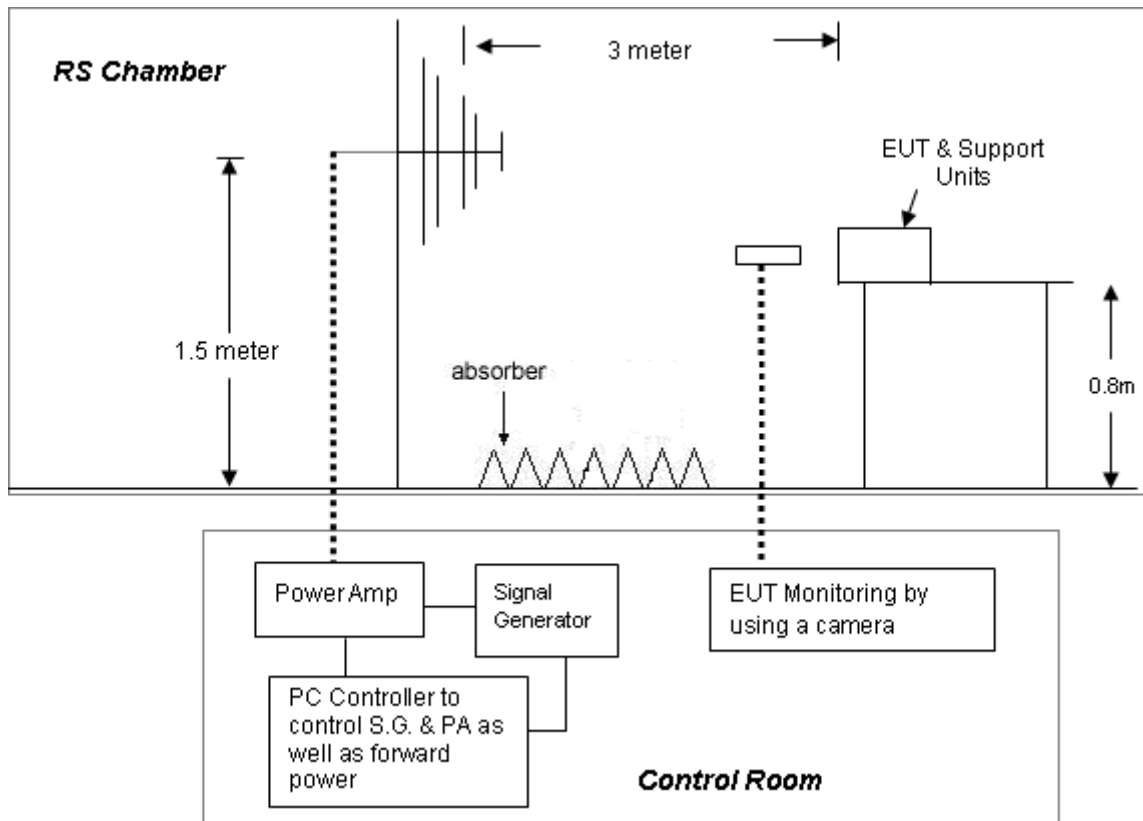 3 meter
RS Chamber
EUT & Support
Units
1.5 meter
absorber
0.8m
Power Amp
Signal
Generator
EUT Monitoring by
using a camera
PC Controller to
control S.G. & PA as
well as forward
power
Control Room